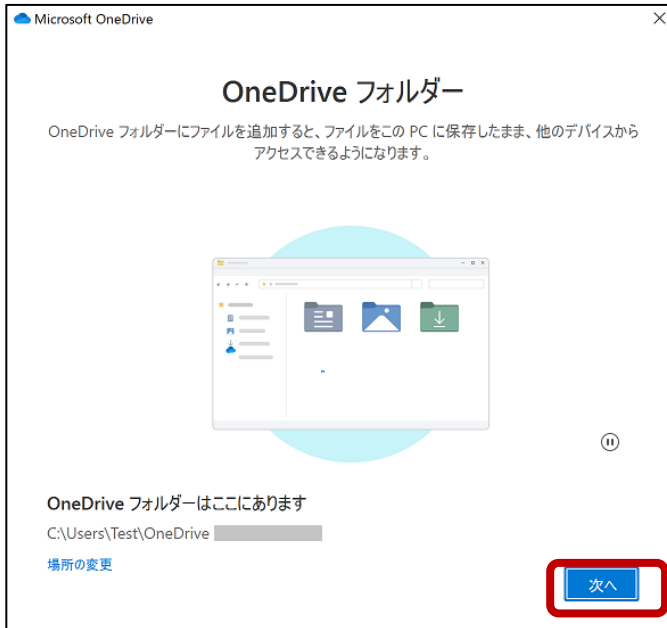 Microsoft OneDrive
OneDrive フォルダー
OneDrive フォルダーにファイルを追加すると、ファイルをこの PC に保存したまま、他のデバイスから
アクセスできるようになります。
OneDrive フォルダーはここにあります
C:\Users\Test\OneDrive
場所の変更
次へ